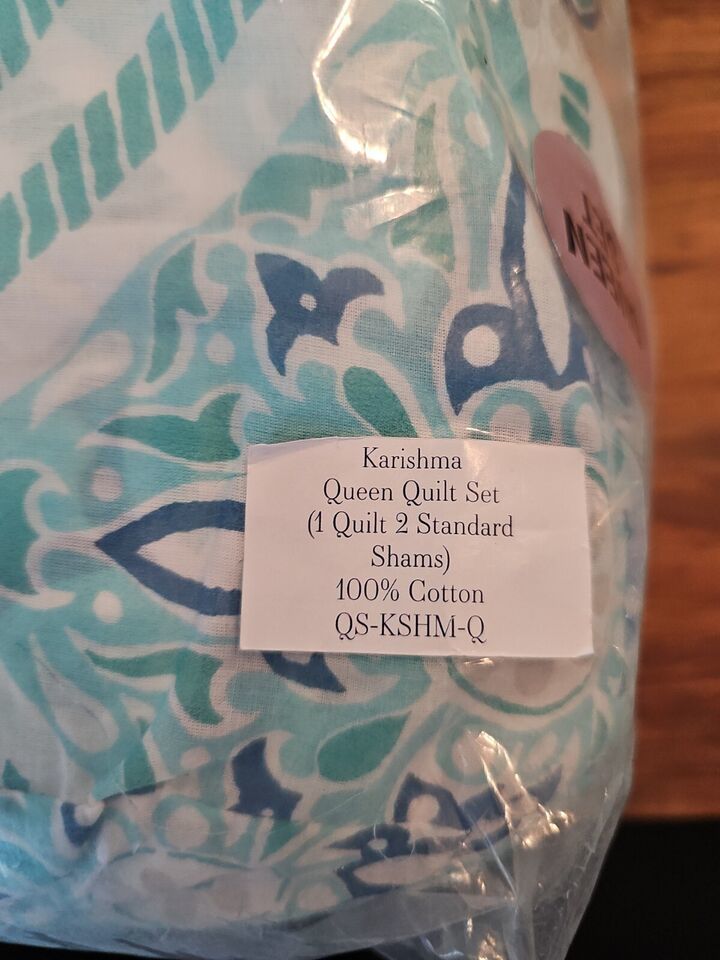 Karishma
Queen Quilt Set
(1 Quilt 2 Standard
Shams)
100% Cotton
QS-KSHM-Q